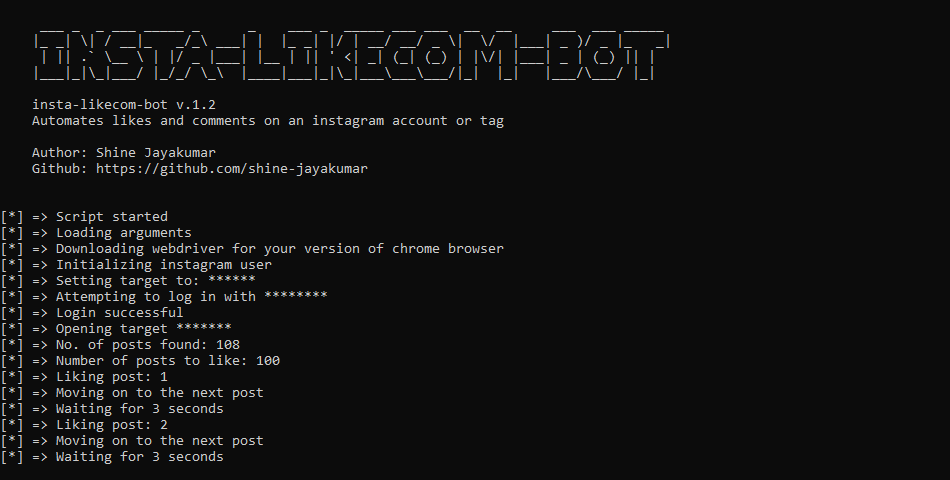 INSTA-LIKECOM-BOT
insta-likecom-bot v.1.2
Automates likes and comments on an instagram account or tag
Author: Shine Jayakumar
Github: https://github.com/shine-jayakumar
[*] => Script started
[*] => Loading arguments
[*] => Downloading webdriver for your version of chrome browser
[*] => Initializing instagram user
[*] => Setting target to: ******
[*] => Attempting to log in with ********
[*] => Login successful
[*] => Opening target *******
[*] => No. of posts found: 108
[*] => Number of posts to like: 100
[*] => Liking post: 1
[*] => Moving on to the next post
[*] => Waiting for 3 seconds
[*] => Liking post: 2
[*] => Moving on to the next post
[*] => Waiting for 3 seconds